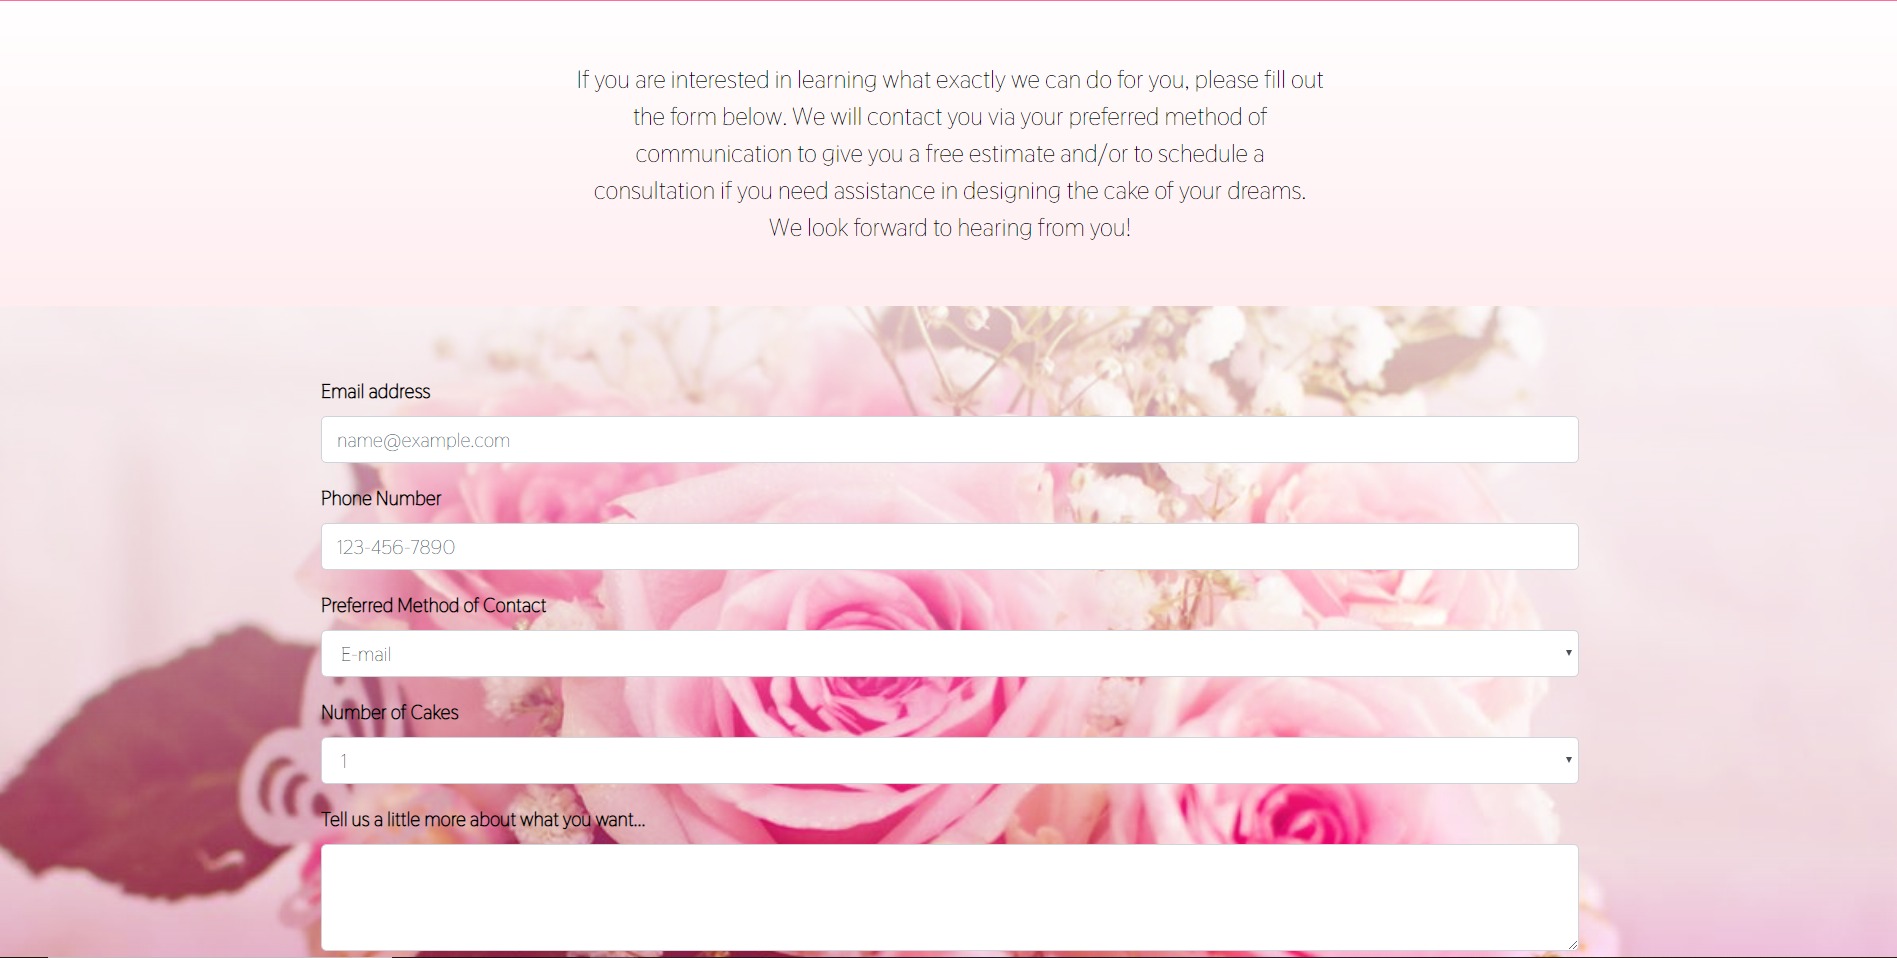 If you are interested in learning what exactly we can do for you, please fill out
the form below. We will contact you via your preferred method of
communication to give you a free estimate and/or to schedule a
consultation if you need assistance in designing the cake of your dreams.
We look forward to hearing from you!
Email address
name@example.com
Phone Number
123-456-7890
Preferred Method of Contact
E-mail
Number of Cakes
1
Tell us a little more about what you want...